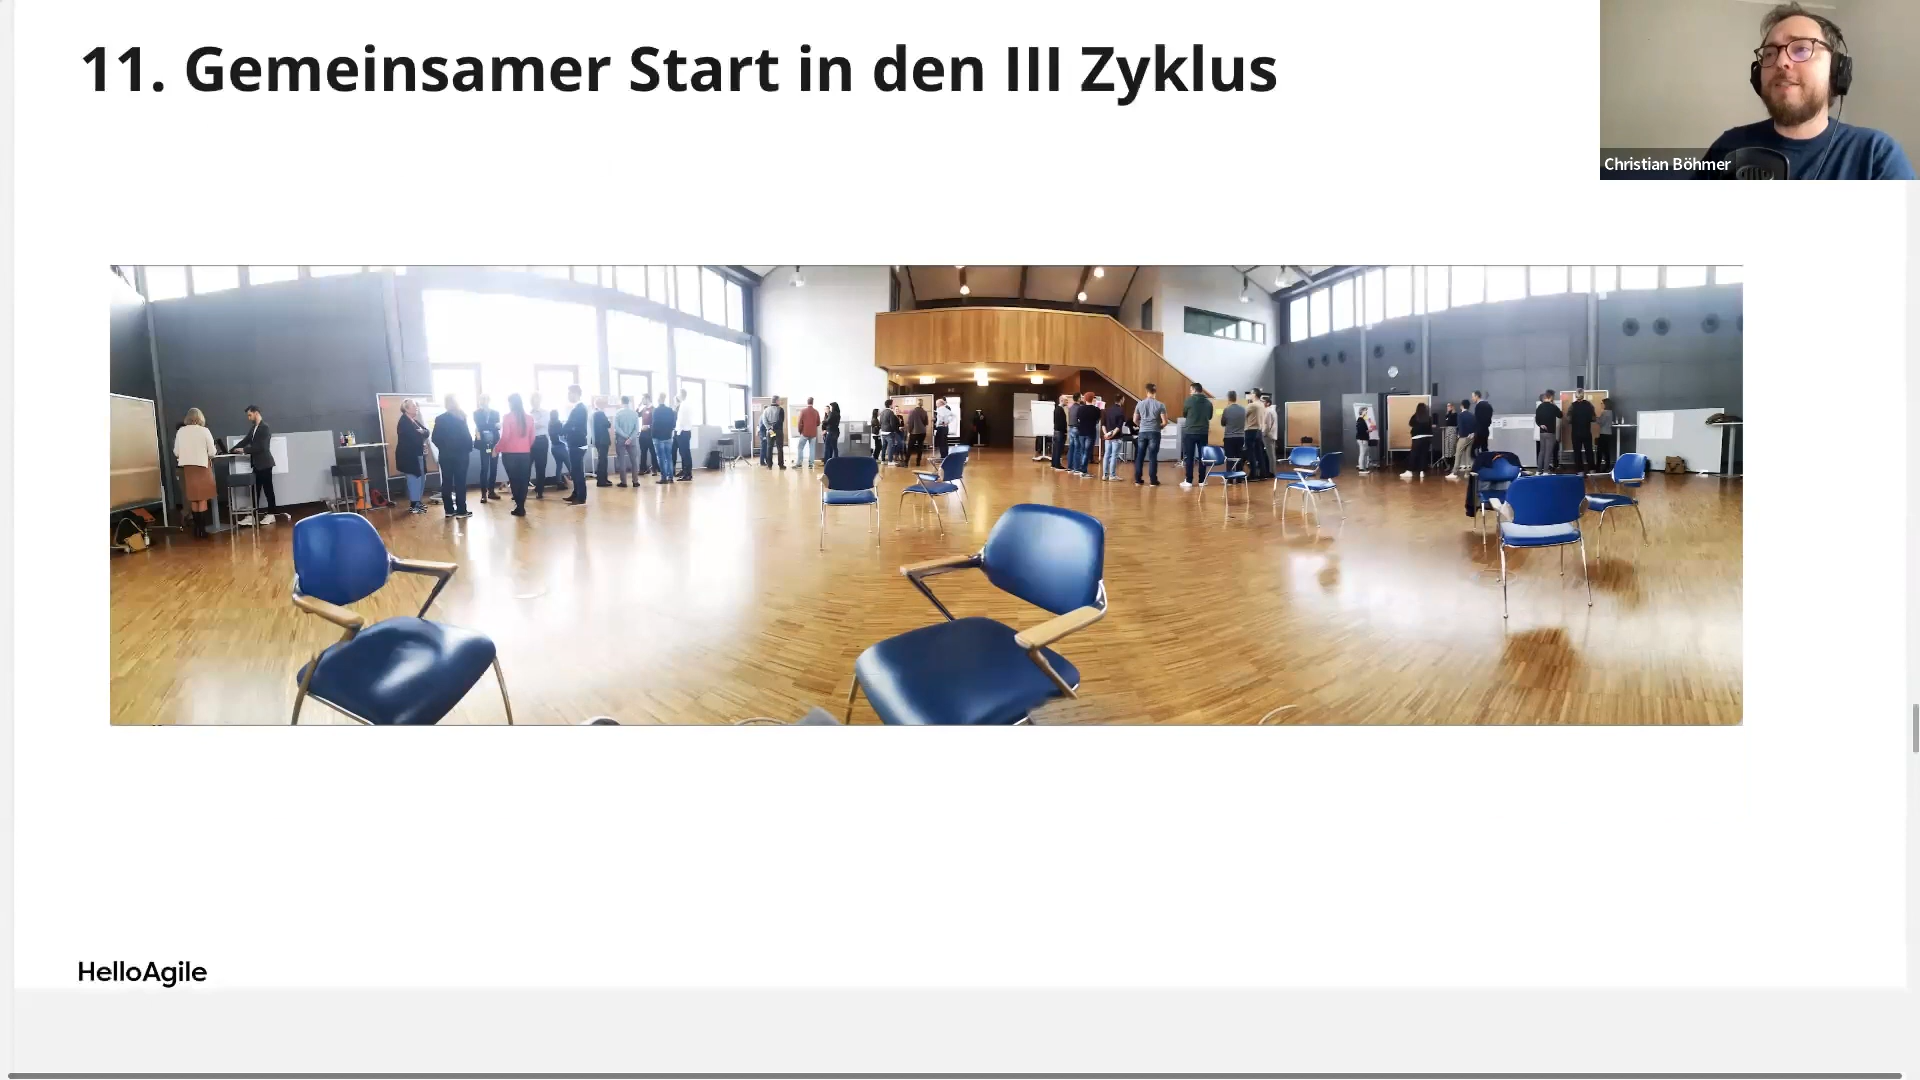 11. Gemeinsamer Start in den III Zyklus
Christian Böhmer
HelloAgile